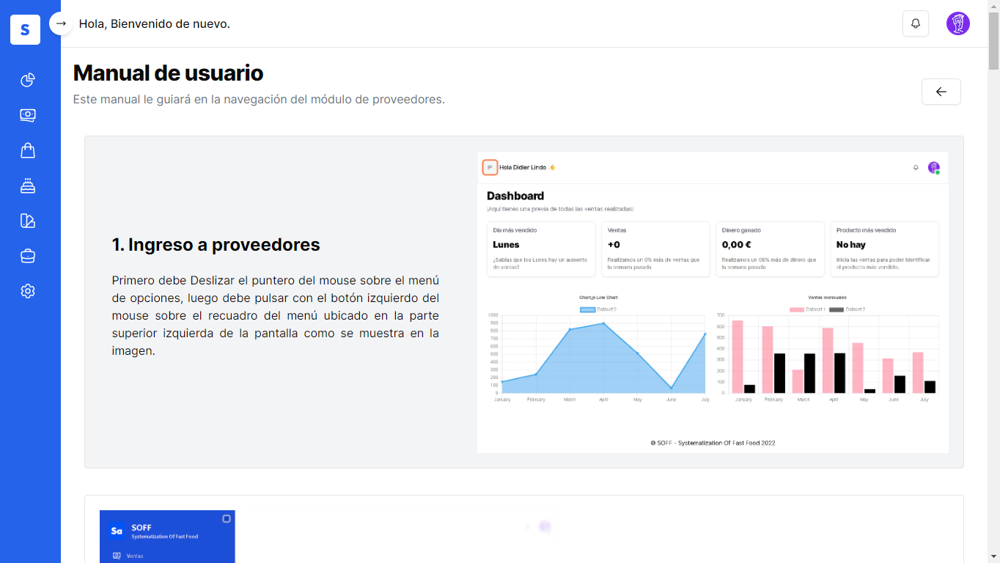 S
Hola, Bienvenido de nuevo.
Manual de usuario
Este manual le guiará en la navegación del módulo de proveedores.
1. Ingreso a proveedores
Primero debe Deslizar el puntero del mouse sobre el menú
de opciones, luego debe pulsar con el botón izquierdo del
mouse sobre el recuadro del menú ubicado en la parte
superior izquierda de la pantalla como se muestra en la
imagen.
Hola Didier Lindo 👋
Dashboard
¡Aquí tienes una previa de todas las ventas realizadas!
Día más vendido
Lunes
¿Sabías que los Lunes hay un aumento
de ventas?
Ventas
+0
Realizamos un 0% más de ventas que
la semana pasada
Dinero ganado
0,00 €
Realizamos un 08% más de dinero que
la semana pasada
Producto más vendido
No hay
Inicia las ventas para poder identificar
el producto más vendido.
Chart.js Line Chart
Dataset 2
1000
900
800
700
600
500
400
300
200
100
0
January February March April May June July
Ventas mensuales
Dataset 1 Dataset 2
700
600
500
400
300
200
100
0
January February March April May June July
© SOFF - Systematization Of Fast Food 2022
Sa
SOFF
Systematization Of Fast Food
Ventas